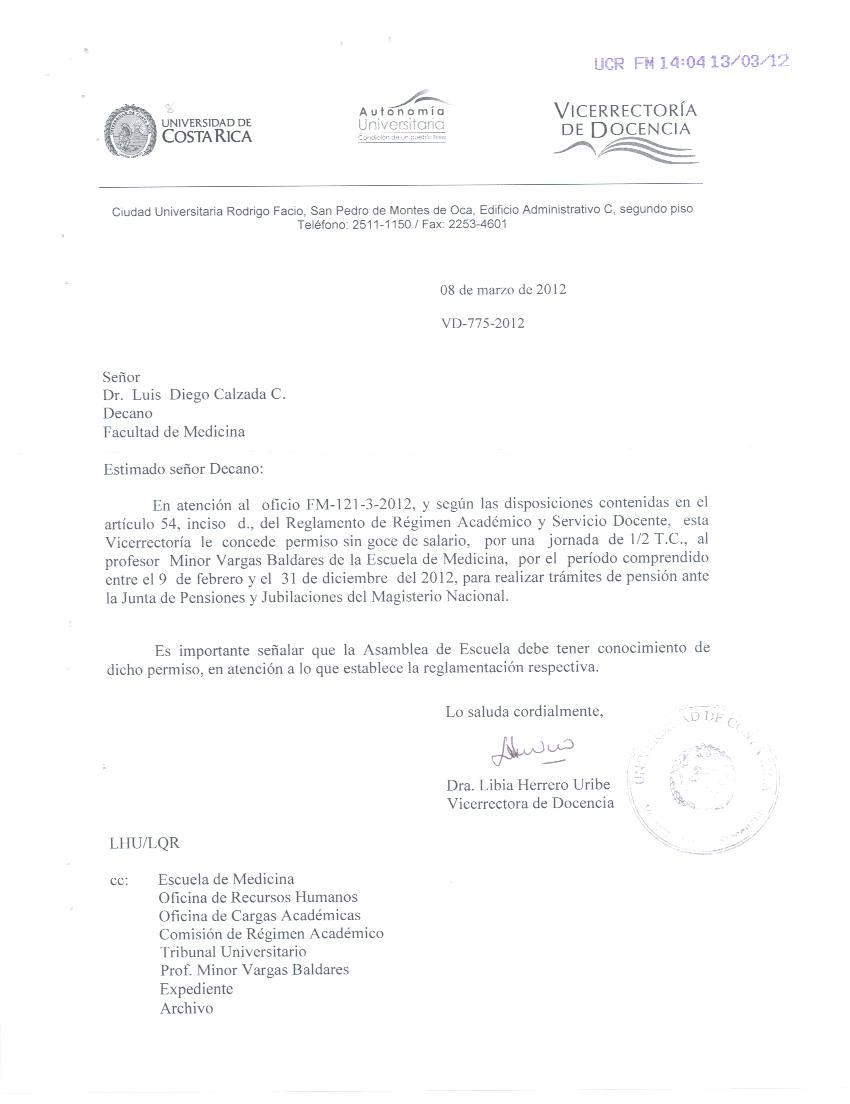 UCR FM 14:04 13/03/12
UNIVERSIDAD DE
COSTA RICA
Autonomía
Universitaria
Condición de un pueblo libre
VICERRECTORÍA
DE DOCENCIA
Ciudad Universitaria Rodrigo Facio, San Pedro de Montes de Oca, Edificio Administrativo C, segundo piso
Teléfono: 2511-1150 / Fax: 2253-4601
08 de marzo de 2012
VD-775-2012
Señor
Dr. Luis Diego Calzada C.
Decano
Facultad de Medicina
Estimado señor Decano:
En atención al oficio FM-121-3-2012, y según las disposiciones contenidas en el
artículo 54, inciso d., del Reglamento de Régimen Académico y Servicio Docente, esta
Vicerrectoría le concede permiso sin goce de salario, por una jornada de 1/2 T.C., al
profesor Minor Vargas Baldares de la Escuela de Medicina, por el período comprendido
entre el 9 de febrero y el 31 de diciembre del 2012, para realizar trámites de pensión ante
la Junta de Pensiones y Jubilaciones del Magisterio Nacional.
Es importante señalar que la Asamblea de Escuela debe tener conocimiento de
dicho permiso, en atención a lo que establece la reglamentación respectiva.
Lo saluda cordialmente,
Dra. Libia Herrero Uribe
Vicerrectora de Docencia
LHU/LQR
cc: Escuela de Medicina
Oficina de Recursos Humanos
Oficina de Cargas Académicas
Comisión de Régimen Académico
Tribunal Universitario
Prof. Minor Vargas Baldares
Expediente
Archivo